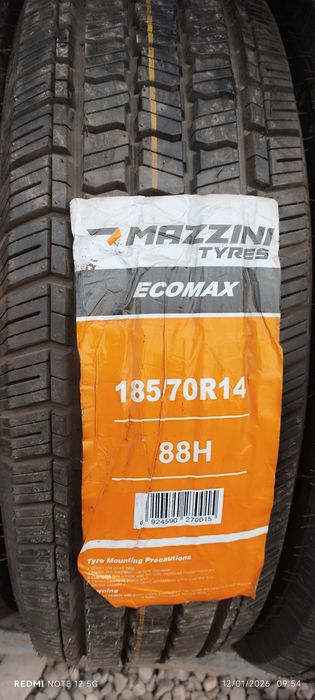 MAZZINI
TYRES
ECOMAX
185/70R14
88H
6 924590 270015
Tyre Mounting Precautions
REDMI NOTE 12 5G
12/01/2026 09:54